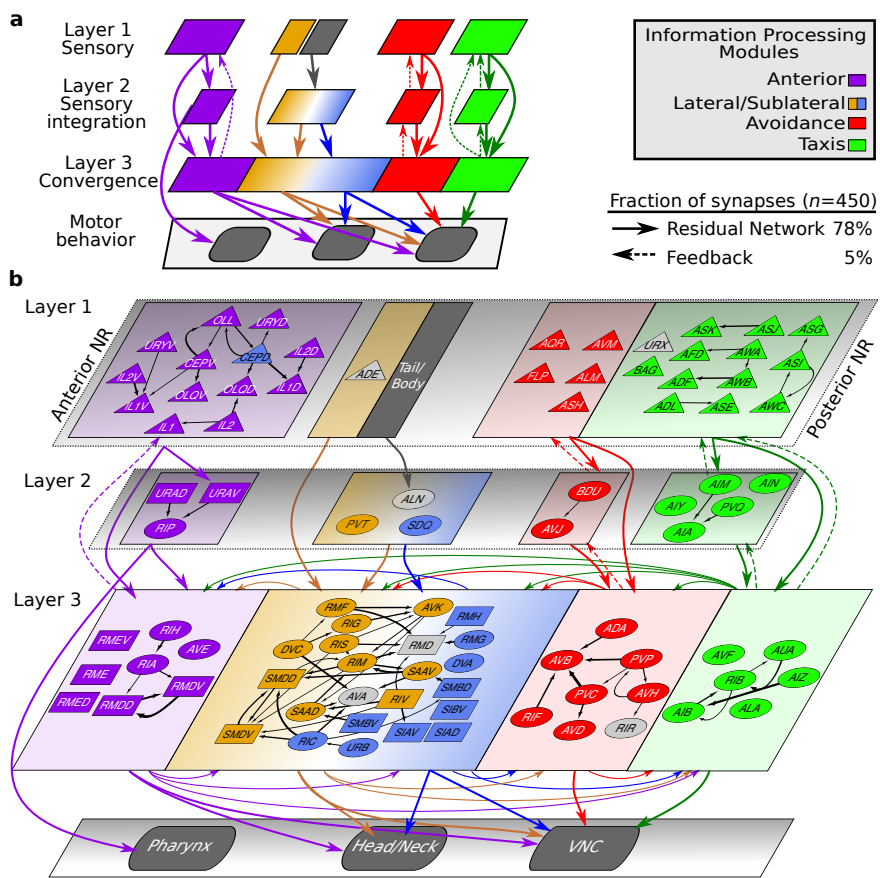 a
Layer 1
Sensory
Layer 2
Sensory
integration
Layer 3
Convergence
Motor
behavior
Information Processing
Modules
Anterior
Lateral/Sublateral
Avoidance
Taxis
Fraction of synapses (n=450)
Residual Network 78%
Feedback 5%
b
Layer 1
Anterior NR
Posterior NR
OLL
URYD
URYV
CEPV
CEPD
IL2D
IL2V
OLQV
OLQD
IL1D
IL1V
IL1
IL2
ADE
Tail/
Body
AQR
AVM
FLP
ALM
ASH
URX
BAG
ASK
ASJ
ASG
AFD
AWA
ASI
ADF
AWB
ADL
ASE
AWC
Layer 2
URAD
URAV
RIP
ALN
PVT
SDQ
BDU
AVJ
AIM
AIN
AIY
PVQ
AIA
Layer 3
RMEV
RIH
AVE
RME
RIA
RMED
RMDD
RMDV
RMF
AVK
RMH
RIG
RMD
RMG
DVC
RIS
RIM
DVA
SMDD
SAAV
SMBD
AVA
RIV
SIBV
SAAD
SMBV
SMDV
RIC
URB
SIAV
SIAD
ADA
AVB
PVP
PVC
AVH
RIF
AVD
RIR
AVF
AUA
RIB
AIZ
AIB
ALA
Pharynx
Head/Neck
VNC